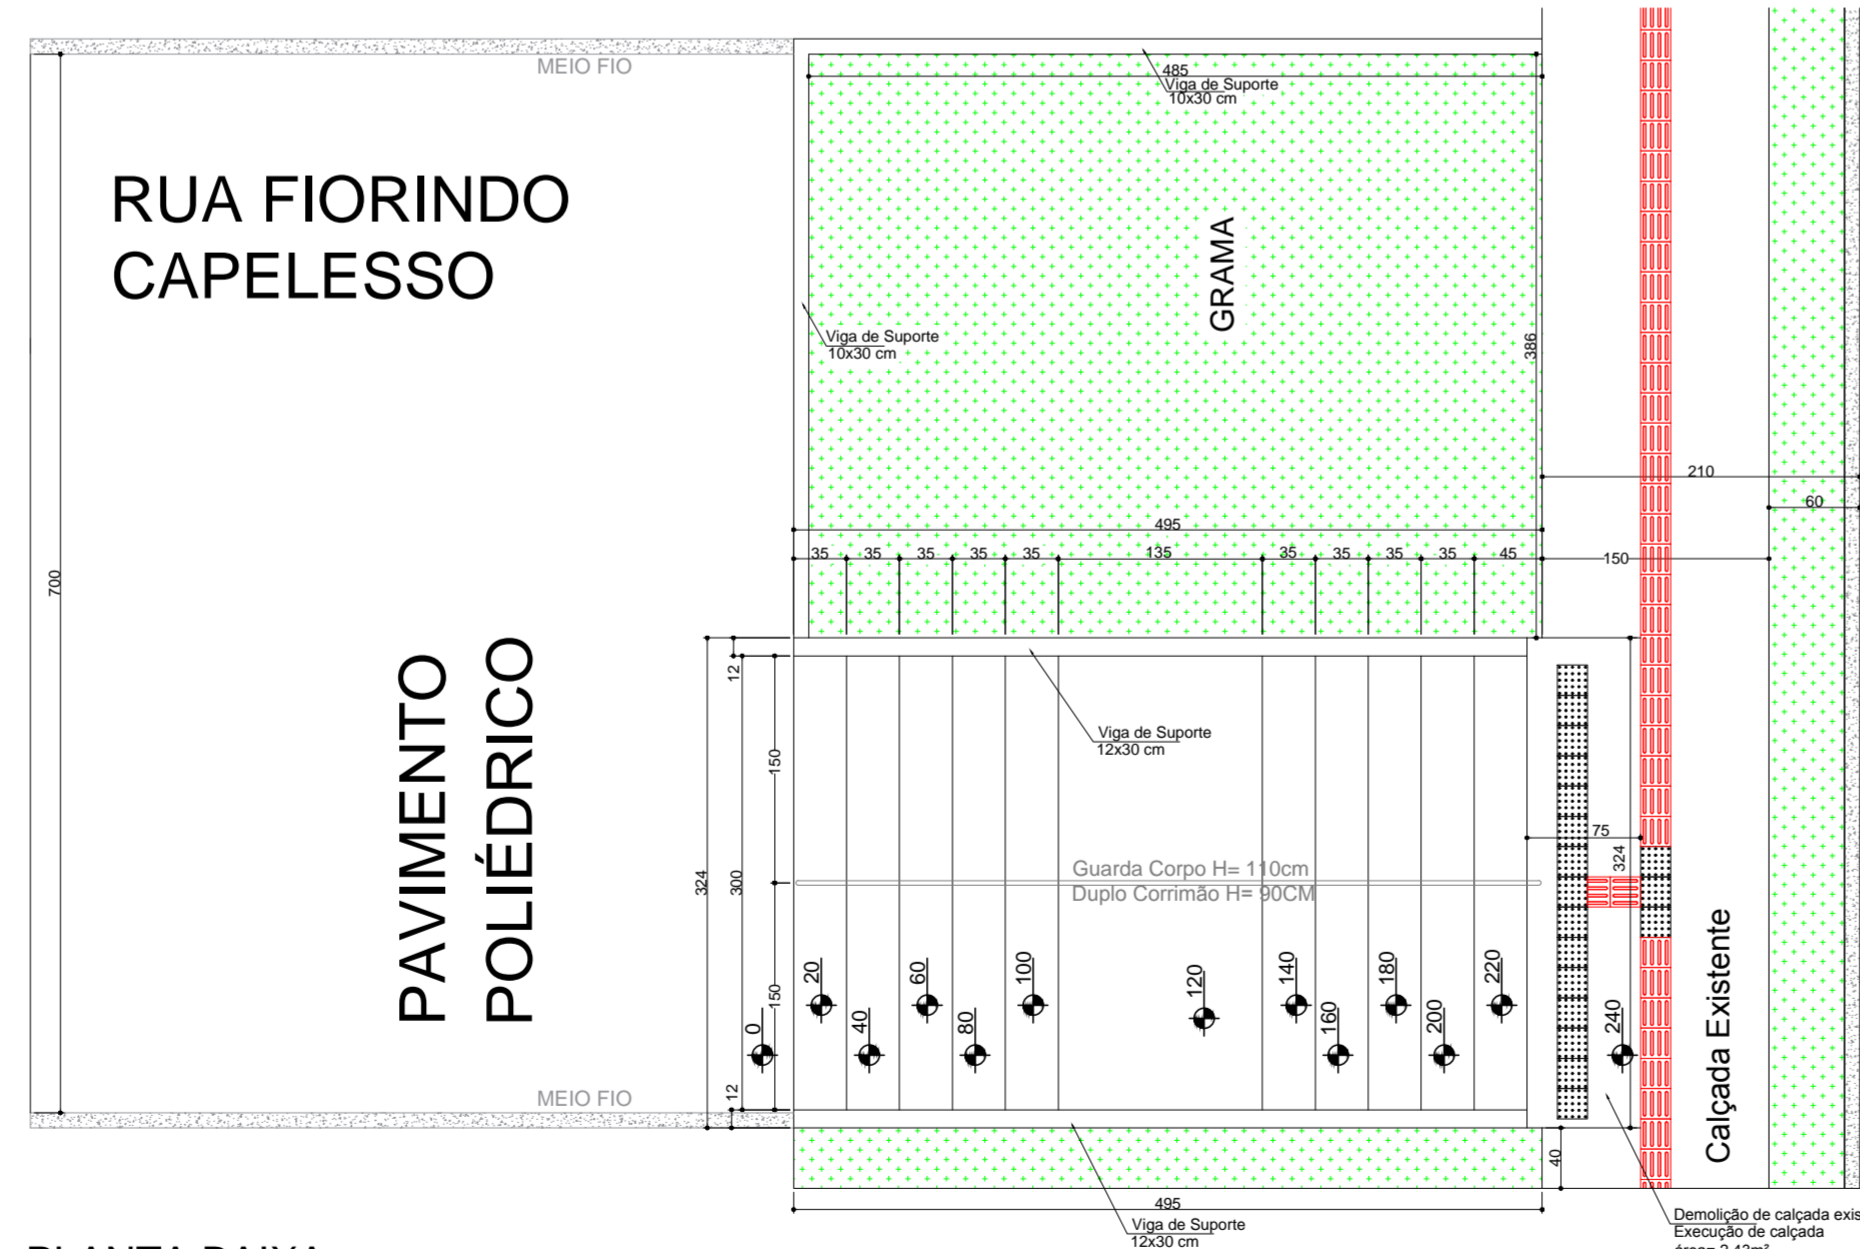 MEIO FIO
485
Viga de Suporte
10x30 cm
RUA FIORINDO
CAPELESSO
GRAMA
Viga de Suporte
10x30 cm
386
210
60
495
35 35 35 35 35 135 35 35 35 35 45
150
700
PAVIMENTO
POLIÉDRICO
12
150
Viga de Suporte
12x30 cm
75
324
324
300
Guarda Corpo H= 110cm
Duplo Corrimão H= 90CM
150
0
20
40
60
80
100
120
140
160
180
200
220
240
Calçada Existente
12
MEIO FIO
40
495
Viga de Suporte
12x30 cm
Demolição de calçada exis
Execução de calçada